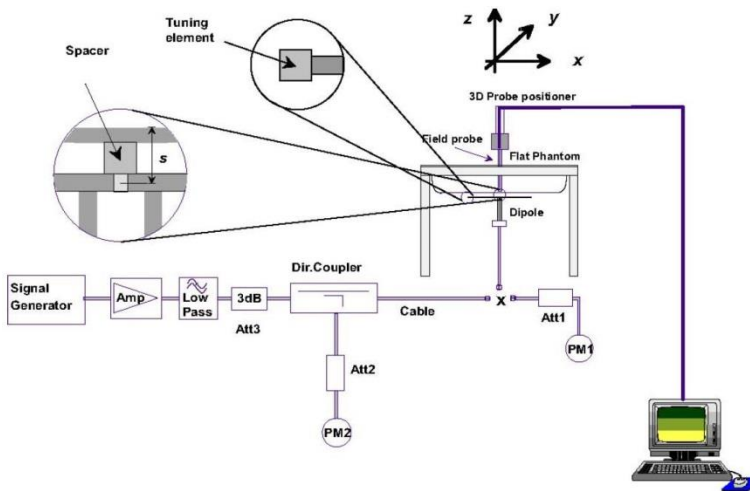 Tuning
element
Spacer
s
z
y
x
3D Probe positioner
Field probe
Flat Phantom
Dipole
Signal
Generator
Amp
Low
Pass
3dB
Att3
Dir.Coupler
Cable
x
Att1
PM1
Att2
PM2